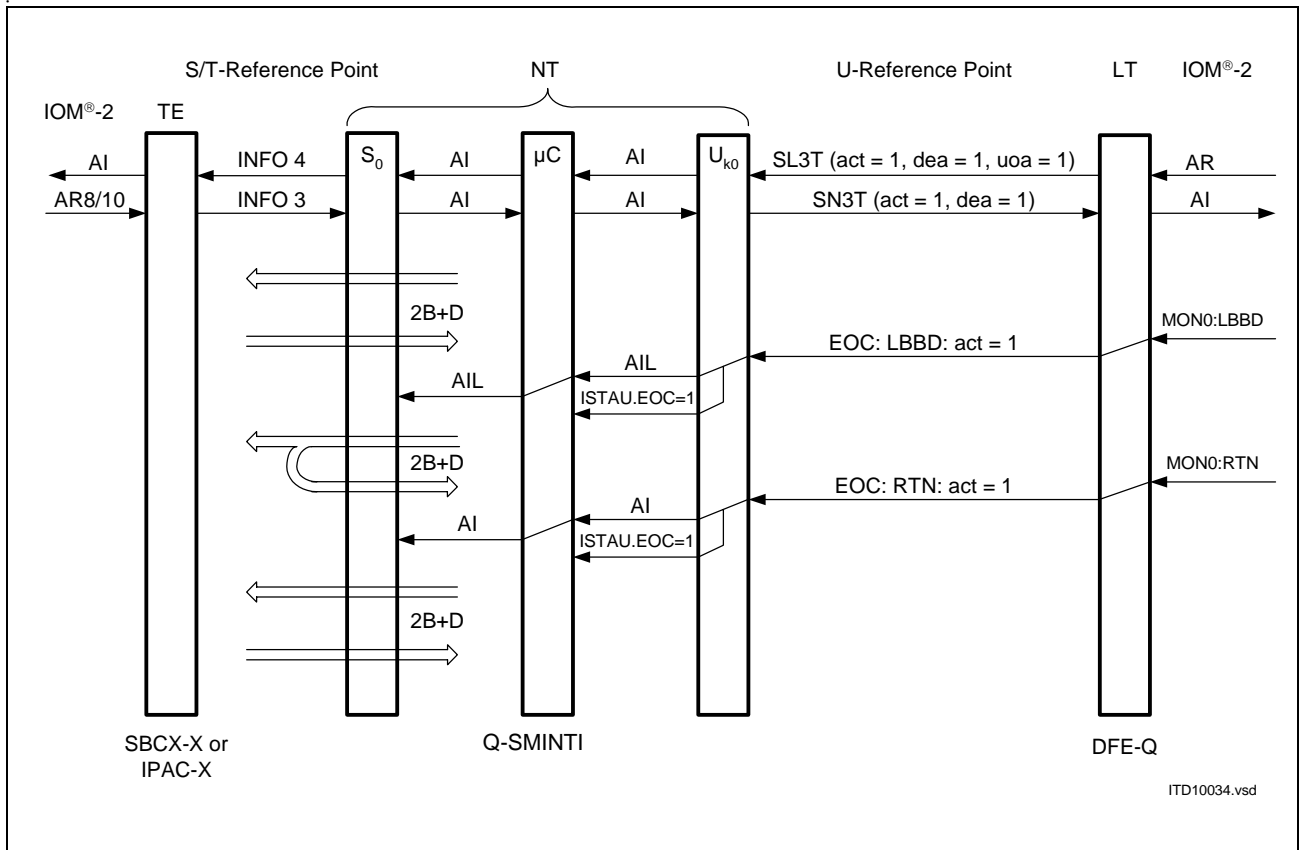 S/T-Reference Point NT U-Reference Point LT IOM®-2
IOM®-2 TE
S0 µC Uk0
AI INFO 4 AI AI SL3T (act = 1, dea = 1, uoa = 1) AR
AR8/10 INFO 3 AI AI SN3T (act = 1, dea = 1) AI
2B+D
MON0:LBBD
EOC: LBBD: act = 1
AIL
AIL
ISTAU.EOC=1
2B+D
MON0:RTN
EOC: RTN: act = 1
AI
AI
ISTAU.EOC=1
2B+D
SBCX-X or
IPAC-X
Q-SMINTI
DFE-Q
ITD10034.vsd